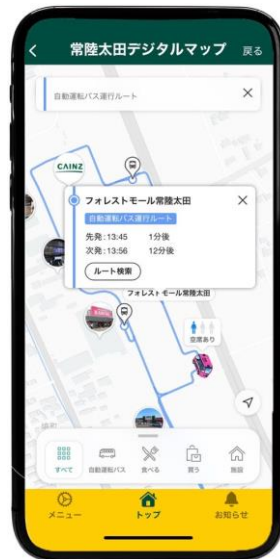 常陸太田デジタルマップ
戻る
自動運転バス運行ルート
CAINZ
フォレストモール常陸太田
自動運転バス運行ルート
先発:13:45 1分後
次発:13:56 12分後
ルート検索
フォレストモール常陸太田
空席あり
すべて
自動運転バス
食べる
買う
施設
メニュー
トップ
お知らせ